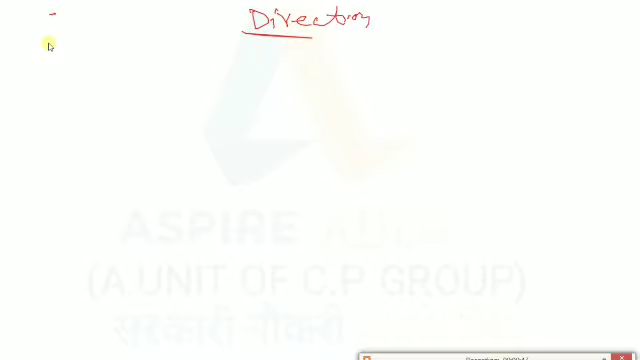 Direction
ASPIRE
(A UNIT OF C.P GROUP)
सरकारी नौकरी